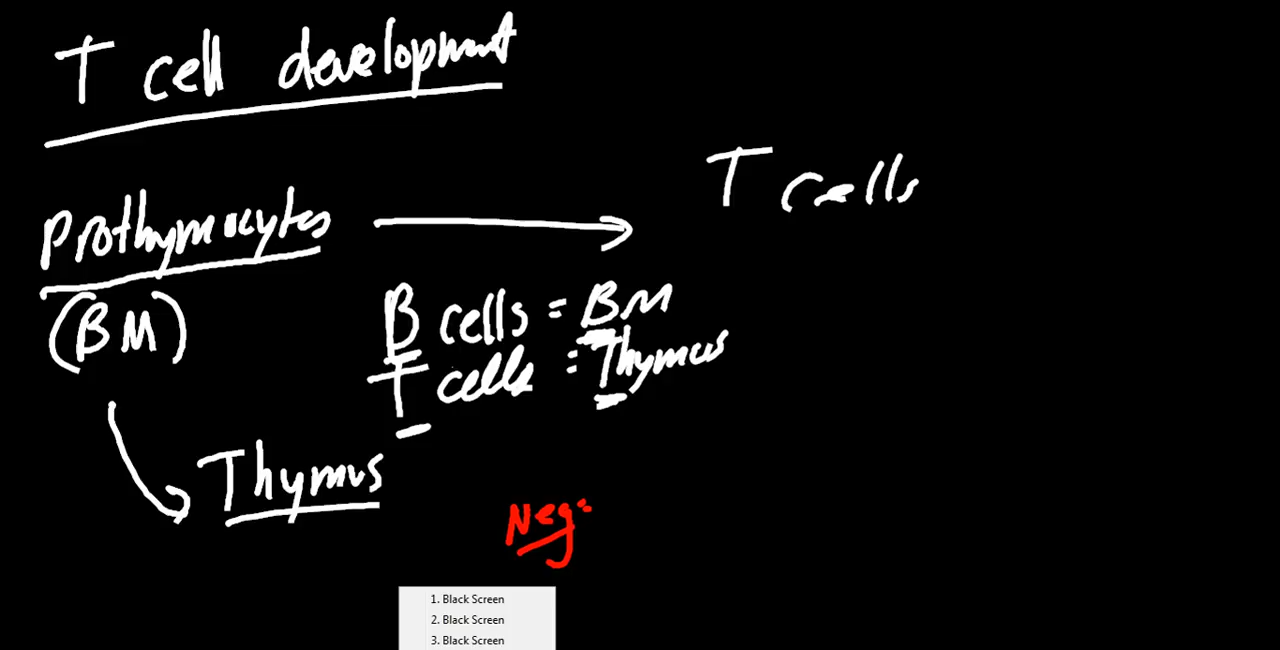 T cell development
T cells
Prothymocytes
(BM)
B cells = BM
T cells = Thymus
Thymus
Neg:
1. Black Screen
2. Black Screen
3. Black Screen